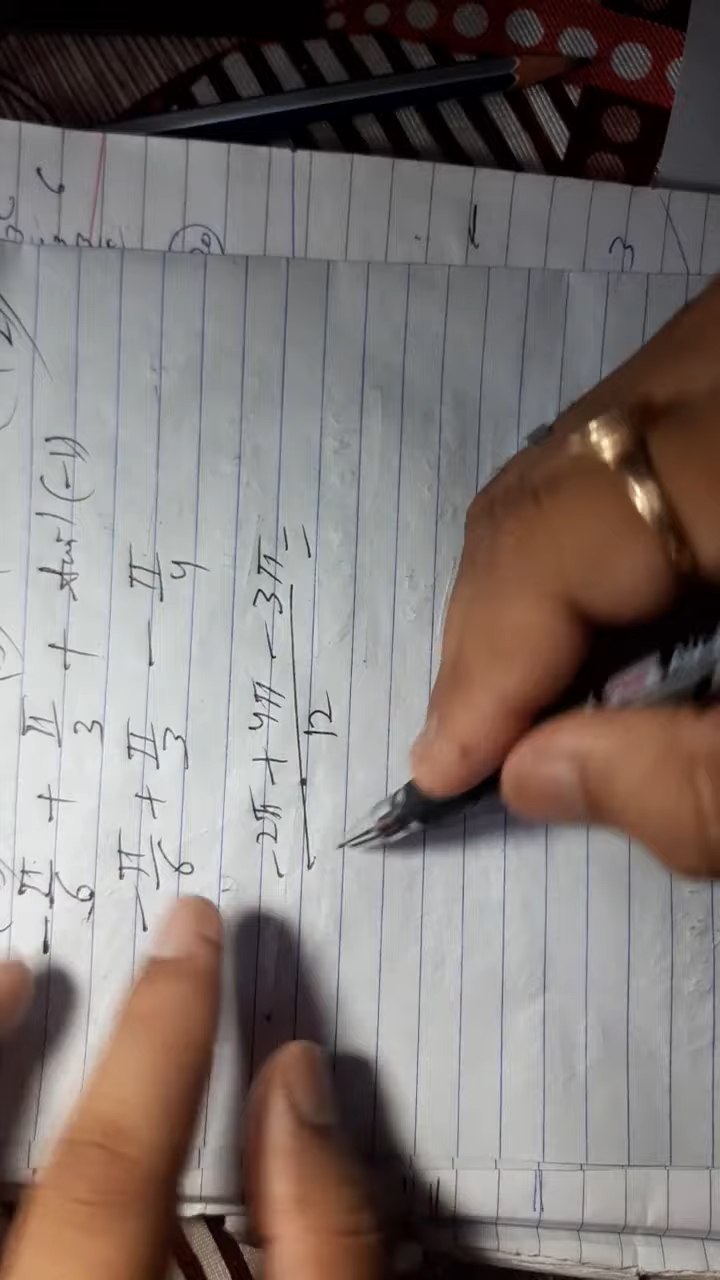 -π/6 + π/3 + tan⁻¹(-1)
-π/6 + π/3 - π/4
-2π + 4π - 3π / 12 =